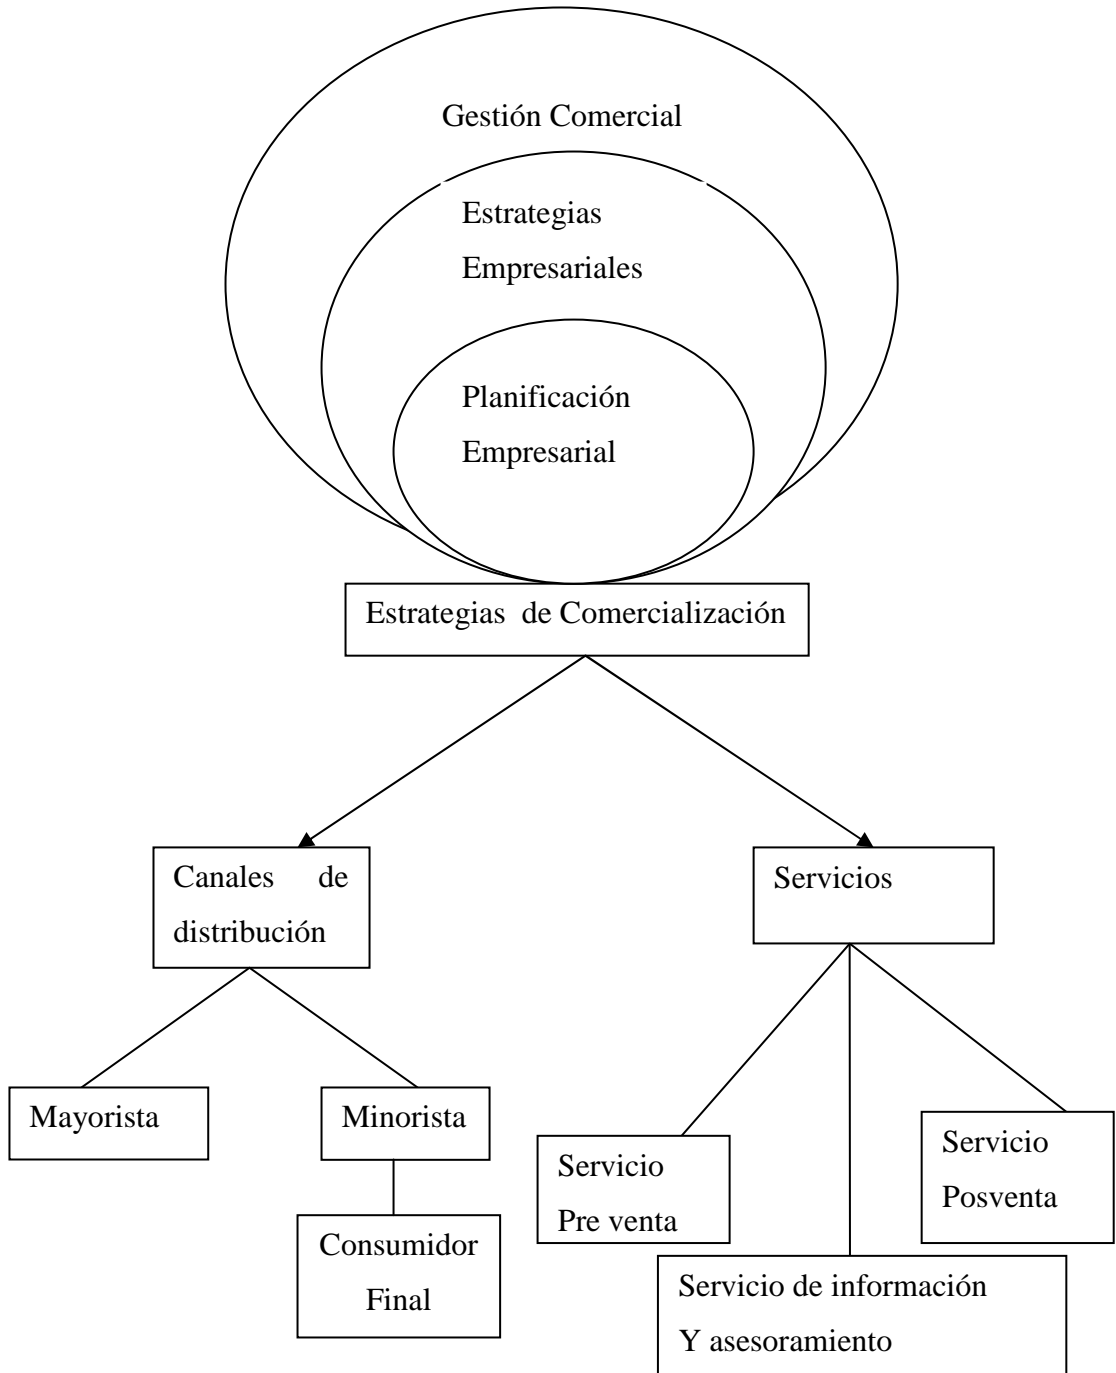 Gestión Comercial
Estrategias
Empresariales
Planificación
Empresarial
Estrategias de Comercialización
Canales de
distribución
Servicios
Mayorista
Minorista
Consumidor
Final
Servicio
Pre venta
Servicio de información
Y asesoramiento
Servicio
Posventa